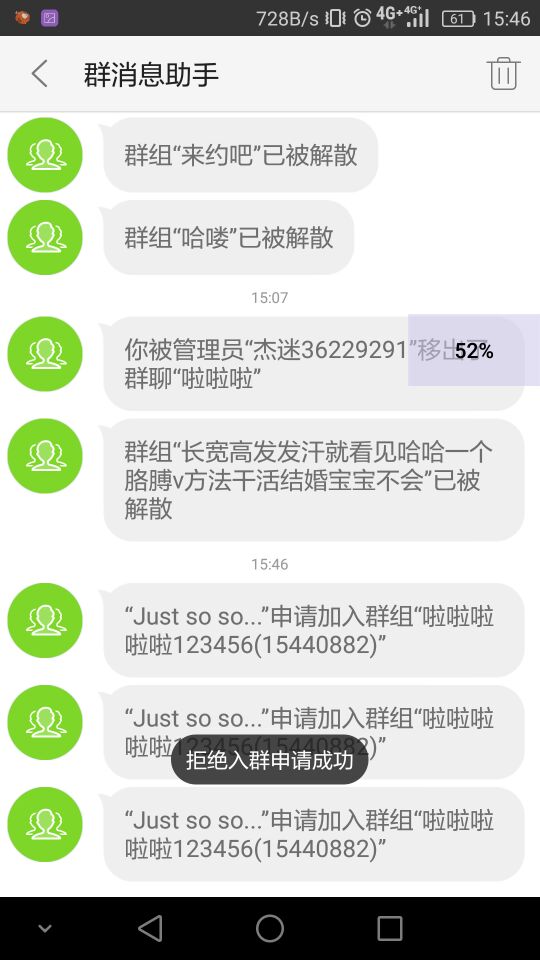 728B/s 4G+ 4G+ 61 15:46
群消息助手
群组“来约吧”已被解散
群组“哈喽”已被解散
15:07
你被管理员“杰迷36229291”移出了
52%
群聊“啦啦啦”
群组“长宽高发发汗就看见哈哈一个
胳膊v方法干活结婚宝宝不会”已被
解散
15:46
“Just so so...”申请加入群组“啦啦啦
啦啦123456(15440882)”
“Just so so...”申请加入群组“啦啦啦
啦啦123456(15440882)”
拒绝入群申请成功
“Just so so...”申请加入群组“啦啦啦
啦啦123456(15440882)”